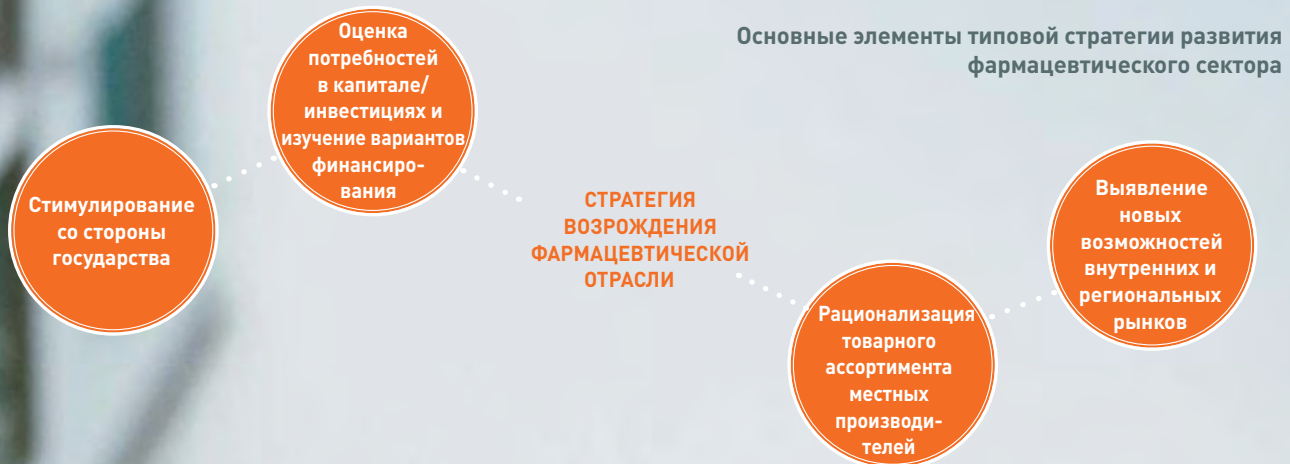 Основные элементы типовой стратегии развития
фармацевтического сектора
Стимулирование
со стороны
государства
Оценка
потребностей
в капитале/
инвестициях и
изучение вариантов
финансиро-
вания
СТРАТЕГИЯ
ВОЗРОЖДЕНИЯ
ФАРМАЦЕВТИЧЕСКОЙ
ОТРАСЛИ
Рационализация
товарного
ассортимента
местных
производи-
телей
Выявление
новых
возможностей
внутренних и
региональных
рынков